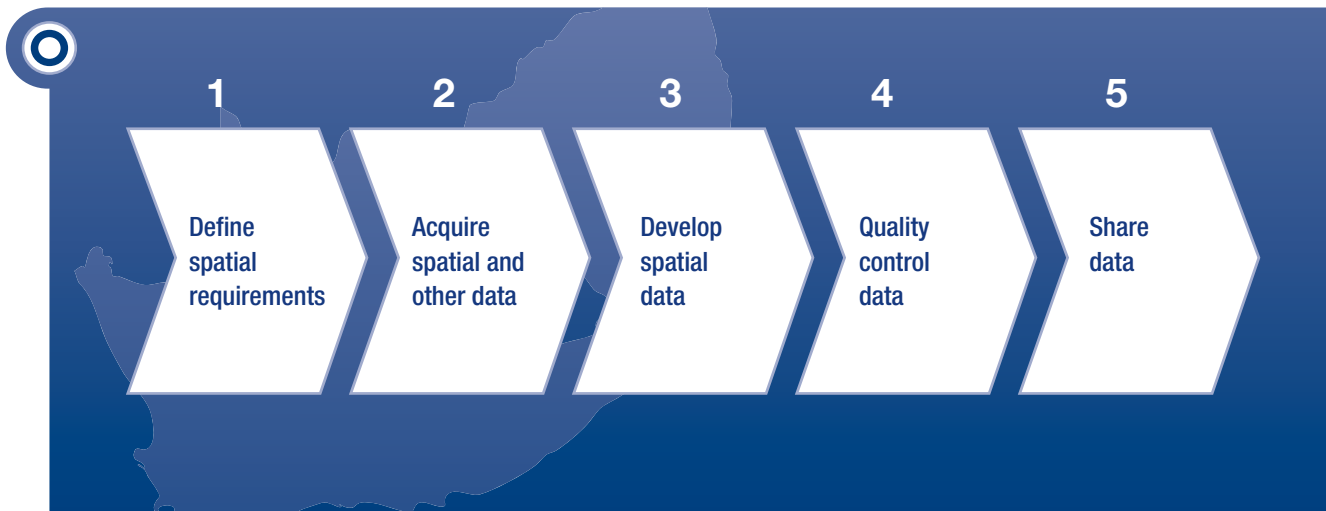 1
2
3
4
5
Define
spatial
requirements
Acquire
spatial and
other data
Develop
spatial
data
Quality
control
data
Share
data